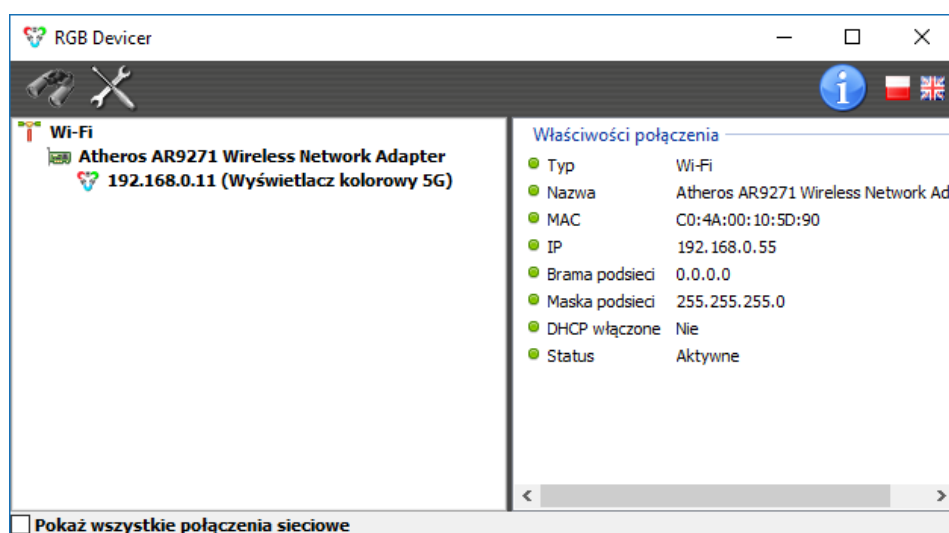 RGB Devicer
Wi-Fi
Atheros AR9271 Wireless Network Adapter
192.168.0.11 (Wyświetlacz kolorowy 5G)
Właściwości połączenia
Typ Wi-Fi
Nazwa Atheros AR9271 Wireless Network Ad
MAC C0:4A:00:10:5D:90
IP 192.168.0.55
Brama podsieci 0.0.0.0
Maska podsieci 255.255.255.0
DHCP włączone Nie
Status Aktywne
Pokaż wszystkie połączenia sieciowe